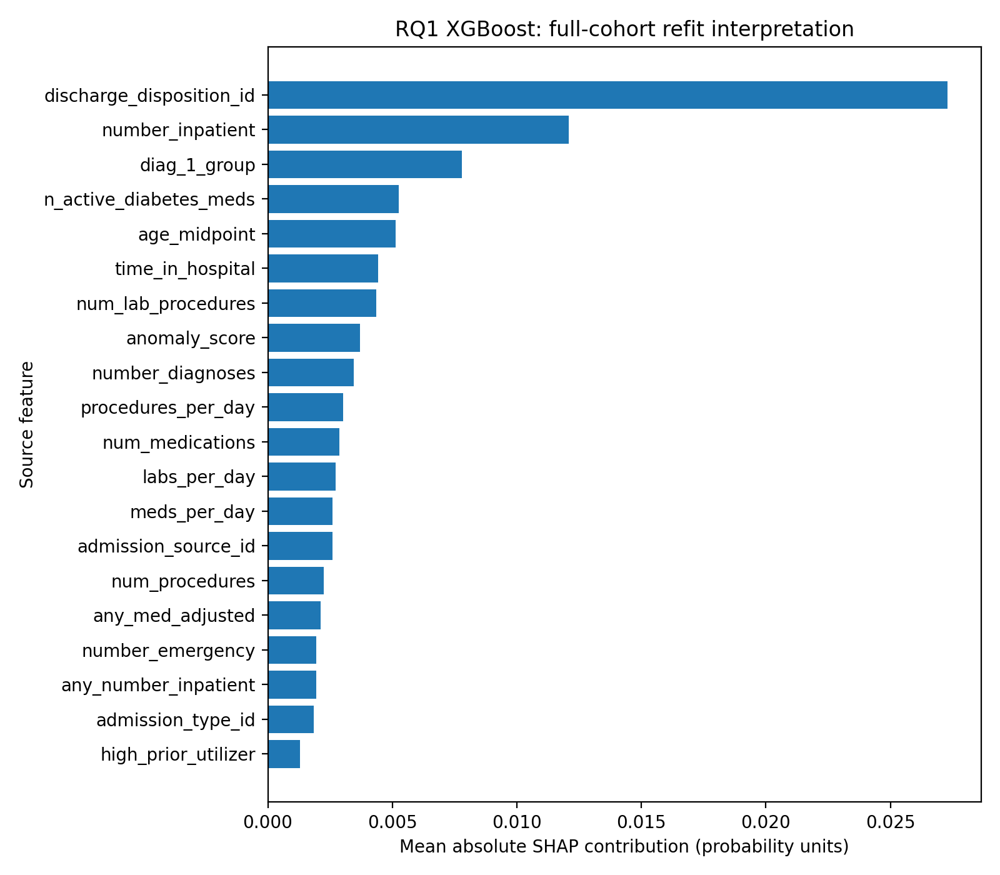 RQ1 XGBoost: full-cohort refit interpretation
discharge_disposition_id
number_inpatient
diag_1_group
n_active_diabetes_meds
age_midpoint
time_in_hospital
num_lab_procedures
anomaly_score
number_diagnoses
procedures_per_day
num_medications
labs_per_day
meds_per_day
admission_source_id
num_procedures
any_med_adjusted
number_emergency
any_number_inpatient
admission_type_id
high_prior_utilizer
Source feature
0.000 0.005 0.010 0.015 0.020 0.025
Mean absolute SHAP contribution (probability units)